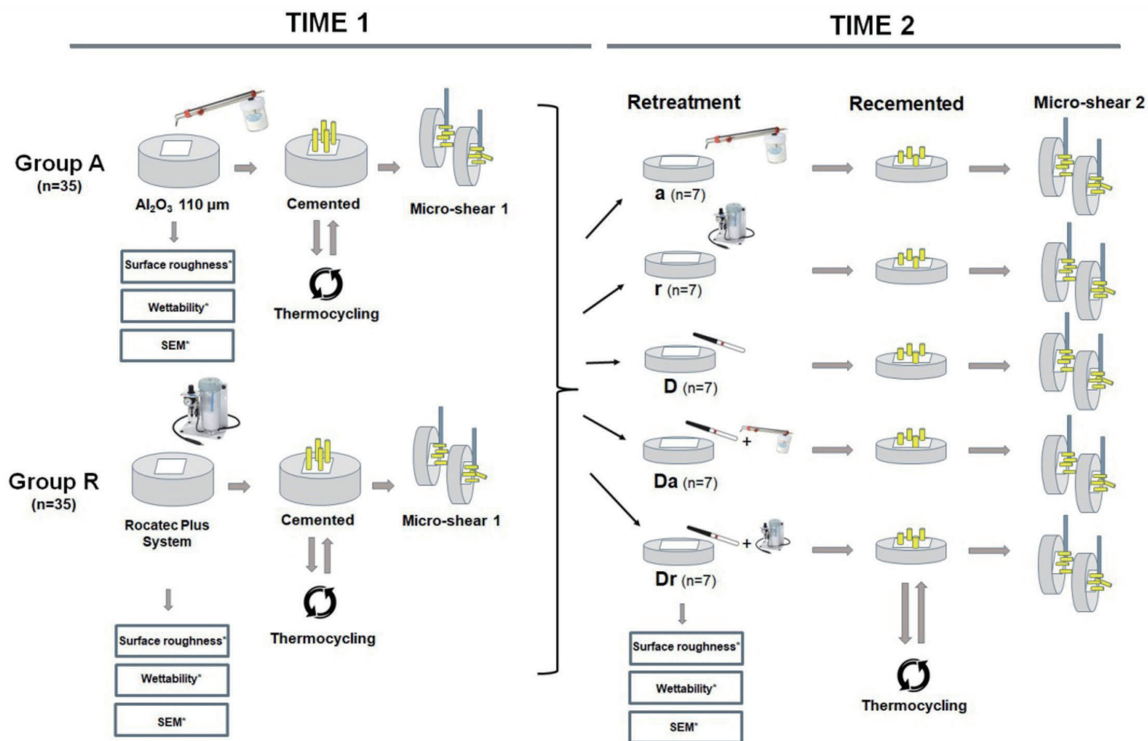 TIME 1
Group A
(n=35)
Al₂O₃ 110 µm
Cemented
Micro-shear 1
Surface roughness*
Wettability*
SEM*
Thermocycling
Group R
(n=35)
Rocatec Plus
System
Cemented
Micro-shear 1
Surface roughness*
Wettability*
SEM*
Thermocycling
TIME 2
Retreatment
Recemented
Micro-shear 2
a (n=7)
r (n=7)
D (n=7)
+
Da (n=7)
+
Dr (n=7)
Surface roughness*
Wettability*
SEM*
Thermocycling